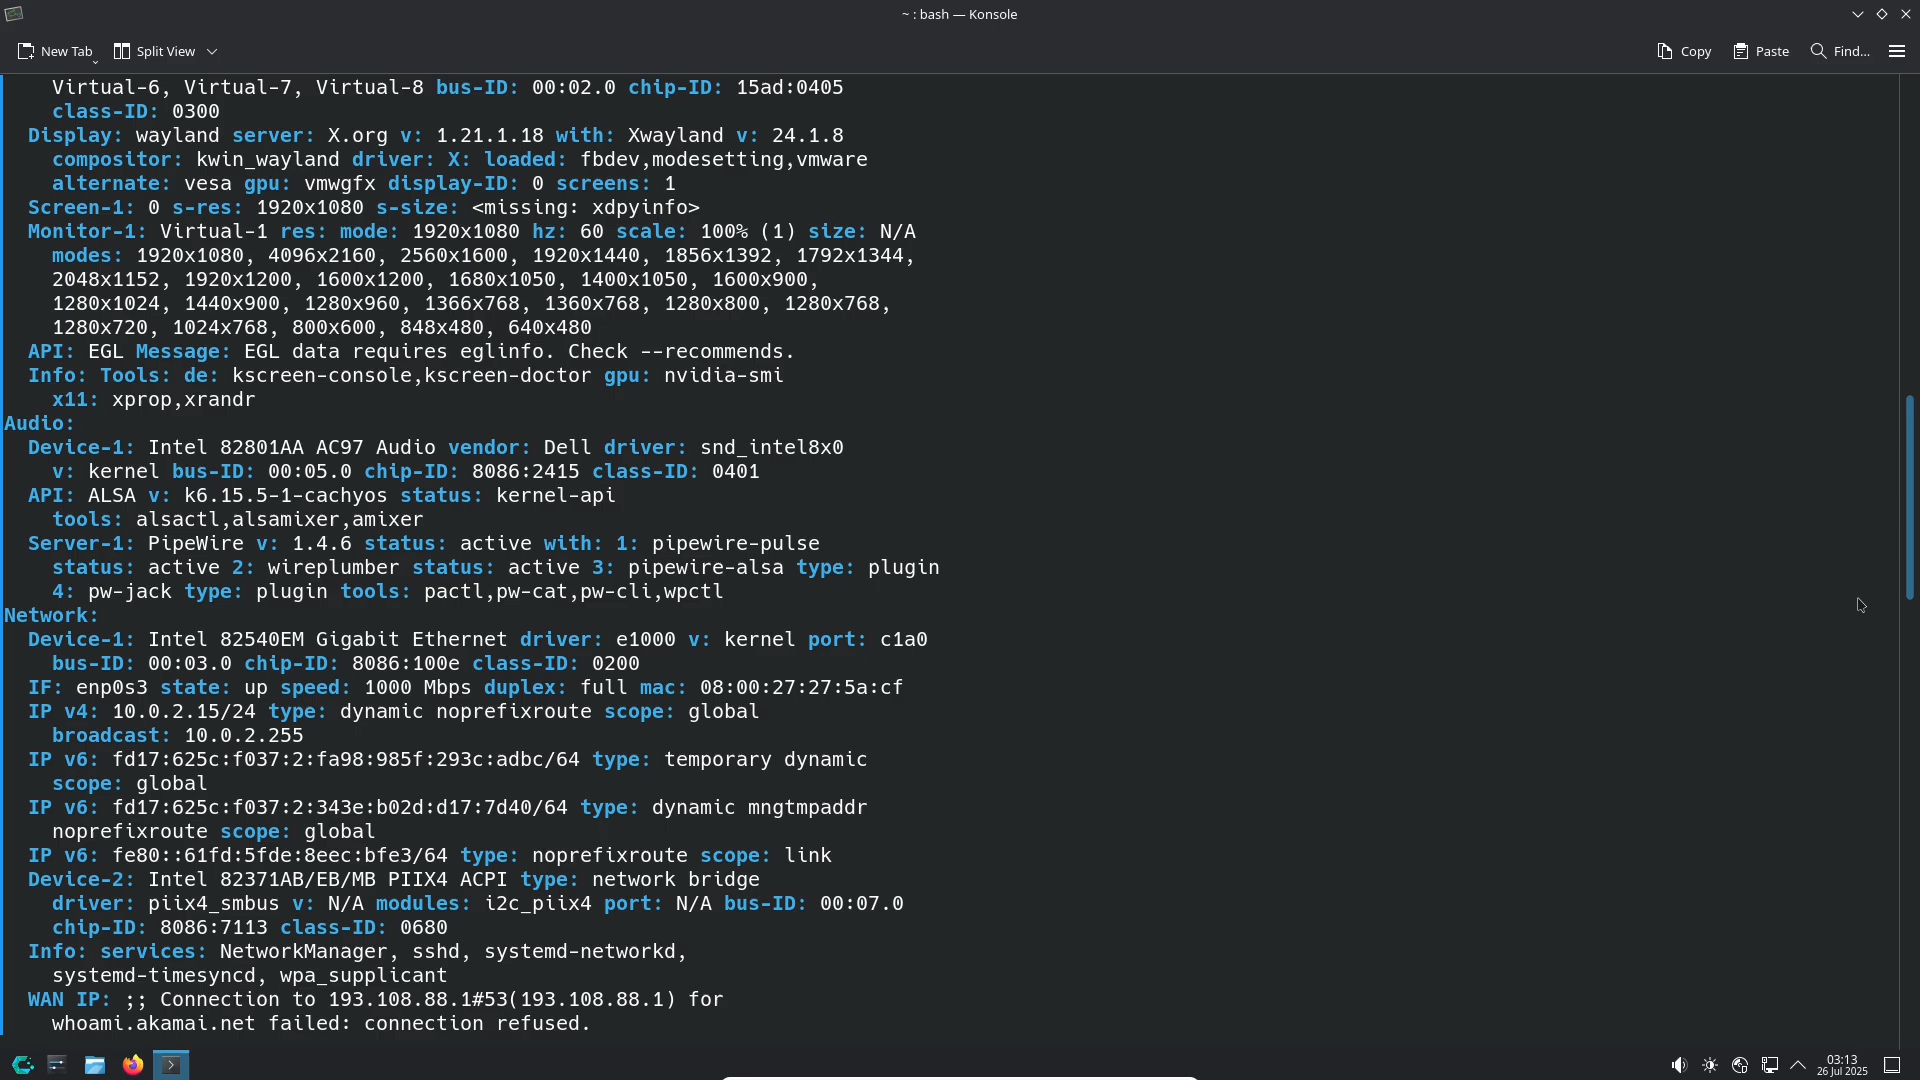 ~ : bash — Konsole
New Tab Split View Copy Paste Find...
Virtual-6, Virtual-7, Virtual-8 bus-ID: 00:02.0 chip-ID: 15ad:0405
class-ID: 0300
Display: wayland server: X.org v: 1.21.1.18 with: Xwayland v: 24.1.8
compositor: kwin_wayland driver: X: loaded: fbdev,modesetting,vmware
alternate: vesa gpu: vmwgfx display-ID: 0 screens: 1
Screen-1: 0 s-res: 1920x1080 s-size: <missing: xdpyinfo>
Monitor-1: Virtual-1 res: mode: 1920x1080 hz: 60 scale: 100% (1) size: N/A
modes: 1920x1080, 4096x2160, 2560x1600, 1920x1440, 1856x1392, 1792x1344,
2048x1152, 1920x1200, 1600x1200, 1680x1050, 1400x1050, 1600x900,
1280x1024, 1440x900, 1280x960, 1366x768, 1360x768, 1280x800, 1280x768,
1280x720, 1024x768, 800x600, 848x480, 640x480
API: EGL Message: EGL data requires eglinfo. Check --recommends.
Info: Tools: de: kscreen-console,kscreen-doctor gpu: nvidia-smi
x11: xprop,xrandr
Audio:
Device-1: Intel 82801AA AC97 Audio vendor: Dell driver: snd_intel8x0
v: kernel bus-ID: 00:05.0 chip-ID: 8086:2415 class-ID: 0401
API: ALSA v: k6.15.5-1-cachyos status: kernel-api
tools: alsactl,alsamixer,amixer
Server-1: PipeWire v: 1.4.6 status: active with: 1: pipewire-pulse
status: active 2: wireplumber status: active 3: pipewire-alsa type: plugin
4: pw-jack type: plugin tools: pactl,pw-cat,pw-cli,wpctl
Network:
Device-1: Intel 82540EM Gigabit Ethernet driver: e1000 v: kernel port: c1a0
bus-ID: 00:03.0 chip-ID: 8086:100e class-ID: 0200
IF: enp0s3 state: up speed: 1000 Mbps duplex: full mac: 08:00:27:27:5a:cf
IP v4: 10.0.2.15/24 type: dynamic noprefixroute scope: global
broadcast: 10.0.2.255
IP v6: fd17:625c:f037:2:fa98:985f:293c:adbc/64 type: temporary dynamic
scope: global
IP v6: fd17:625c:f037:2:343e:b02d:d17:7d40/64 type: dynamic mngtmpaddr
noprefixroute scope: global
IP v6: fe80::61fd:5fde:8eec:bfe3/64 type: noprefixroute scope: link
Device-2: Intel 82371AB/EB/MB PIIX4 ACPI type: network bridge
driver: piix4_smbus v: N/A modules: i2c_piix4 port: N/A bus-ID: 00:07.0
chip-ID: 8086:7113 class-ID: 0680
Info: services: NetworkManager, sshd, systemd-networkd,
systemd-timesyncd, wpa_supplicant
WAN IP: ;; Connection to 193.108.88.1#53(193.108.88.1) for
whoami.akamai.net failed: connection refused.
03:13
26 Jul 2025